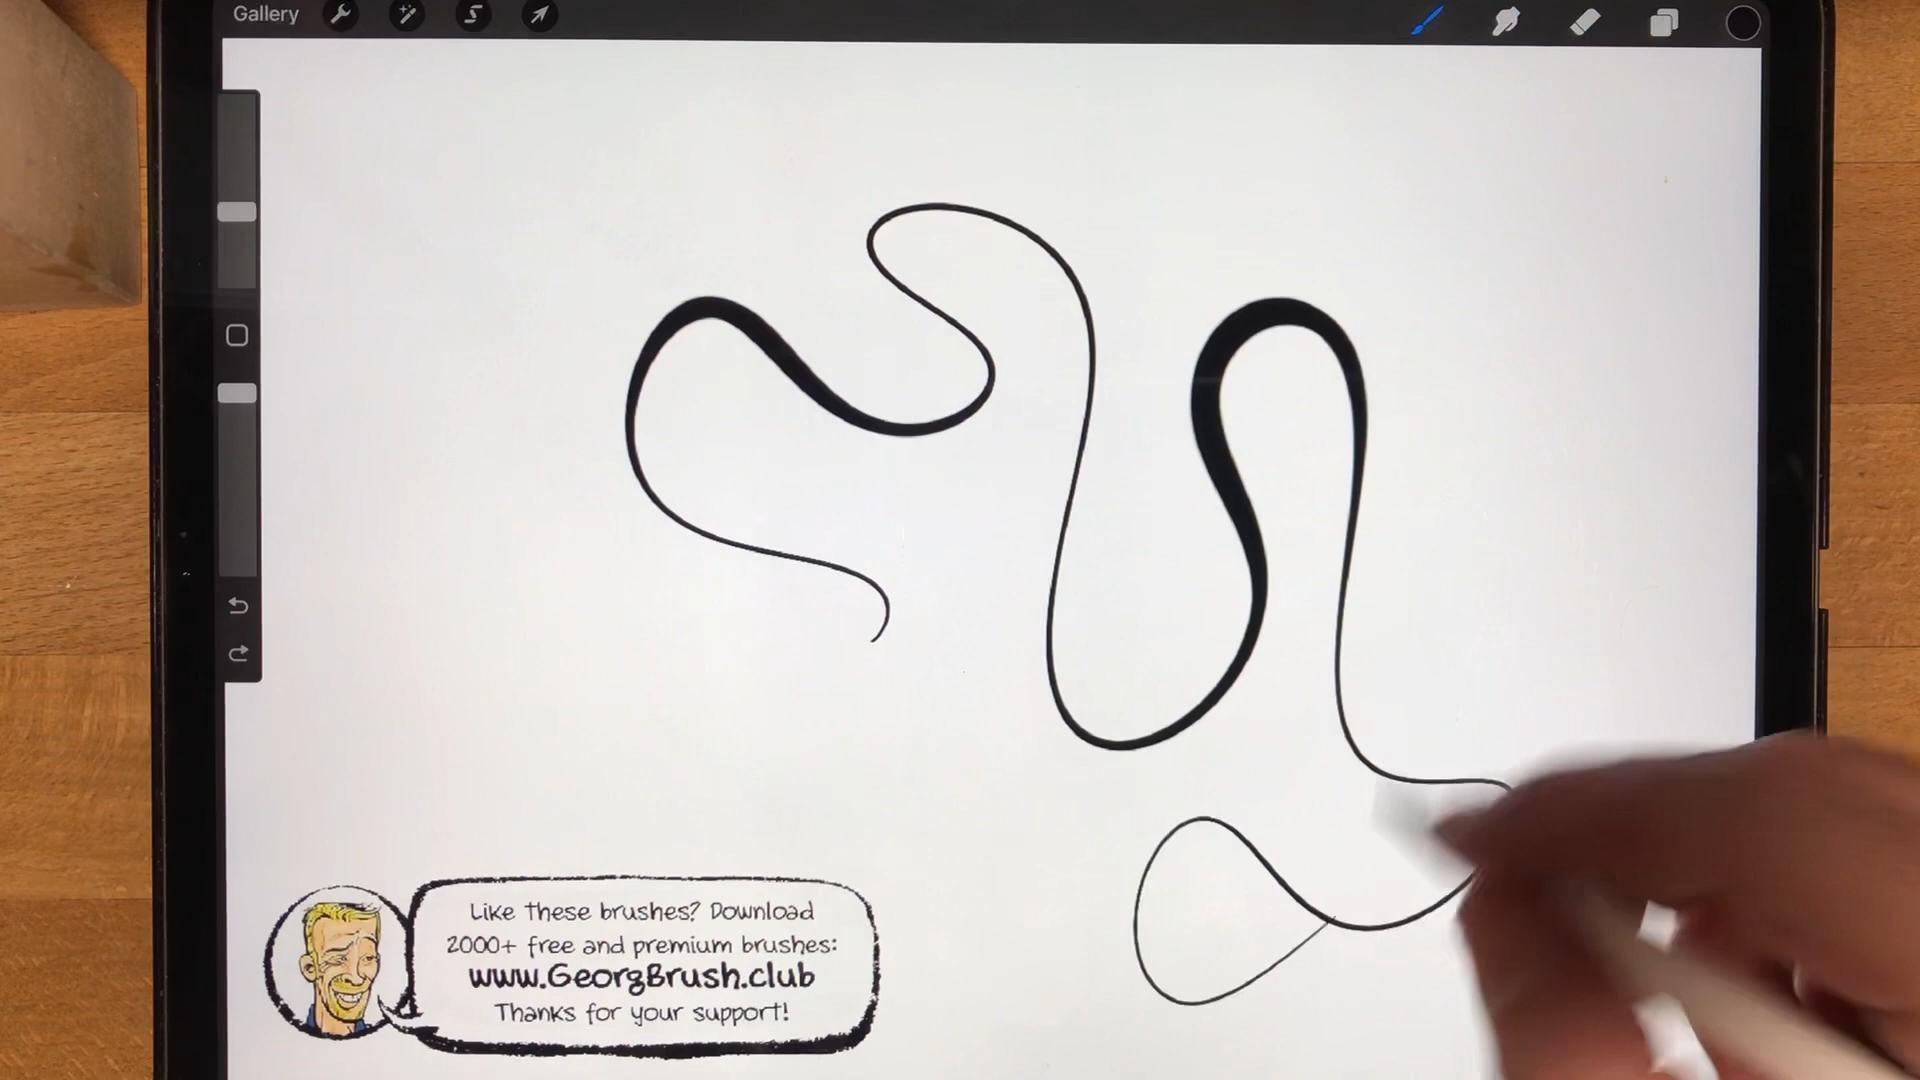 Gallery
Like these brushes? Download
2000+ free and premium brushes:
www.GeorgBrush.club
Thanks for your support!